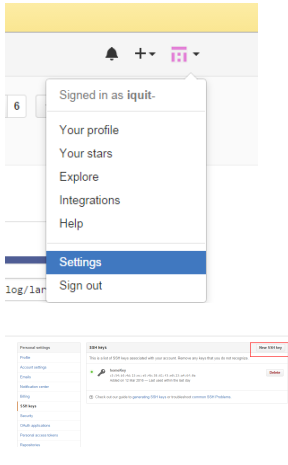 6
Signed in as iquit-
Your profile
Your stars
Explore
Integrations
Help
Settings
Sign out
log/lar
Personal settings
Profile
Account settings
Emails
Notification center
Billing
SSH keys
Security
OAuth applications
Personal access tokens
Repositories
SSH keys
New SSH key
This is a list of SSH keys associated with your account. Remove any keys that you do not recognize.
Delete
Check out our guide to generating SSH keys or troubleshoot common SSH Problems.